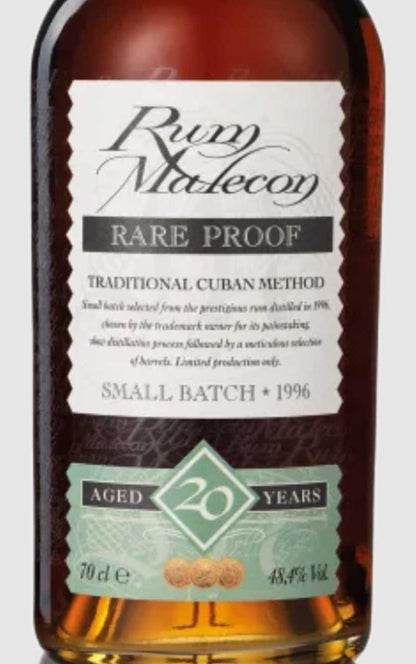 Rum
Malecon
RARE PROOF
TRADITIONAL CUBAN METHOD
Small batch selected from the prestigious rum distilled in 1996,
chosen by the trademark owner for its painstaking,
slow distillation process followed by a meticulous selection
of barrels. Limited production only.
SMALL BATCH * 1996
AGED 20 YEARS
70 cl ℮ 48,4% Vol.